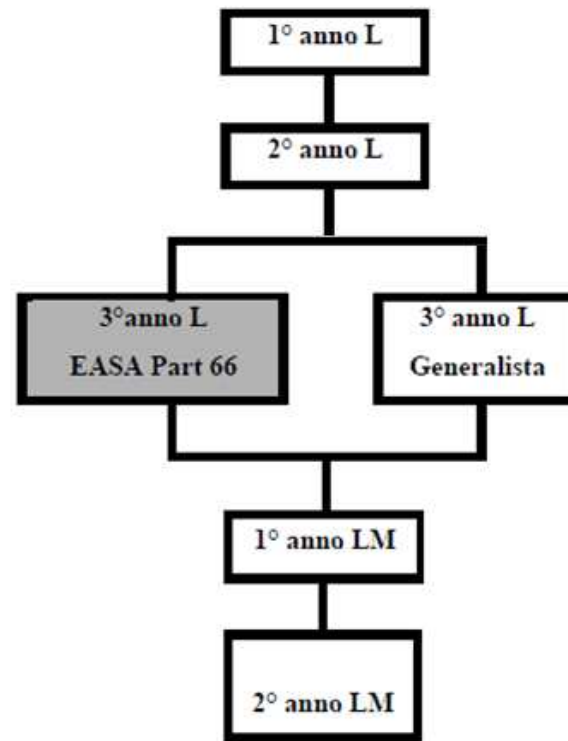 1° anno L
2° anno L
3°anno L
EASA Part 66
3° anno L
Generalista
1° anno LM
2° anno LM